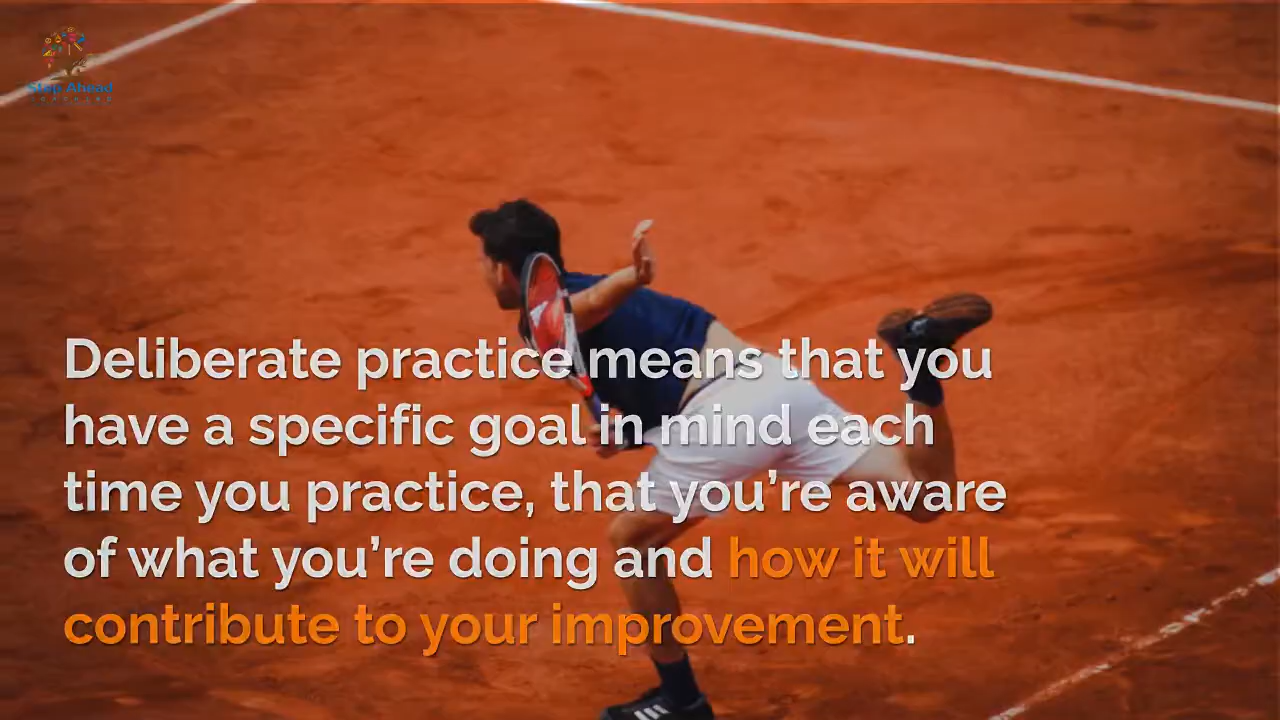 Step Ahead
COACHING
Deliberate practice means that you
have a specific goal in mind each
time you practice, that you’re aware
of what you’re doing and how it will
contribute to your improvement.